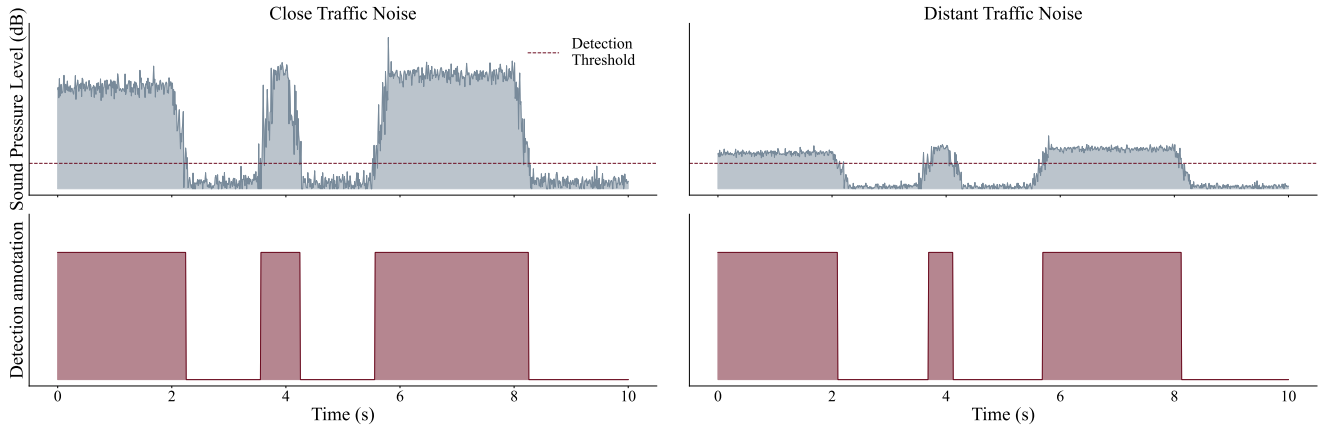 Close Traffic Noise
Distant Traffic Noise
Sound Pressure Level (dB)
Detection
Threshold
Detection annotation
0 2 4 6 8 10
0 2 4 6 8 10
Time (s)
Time (s)